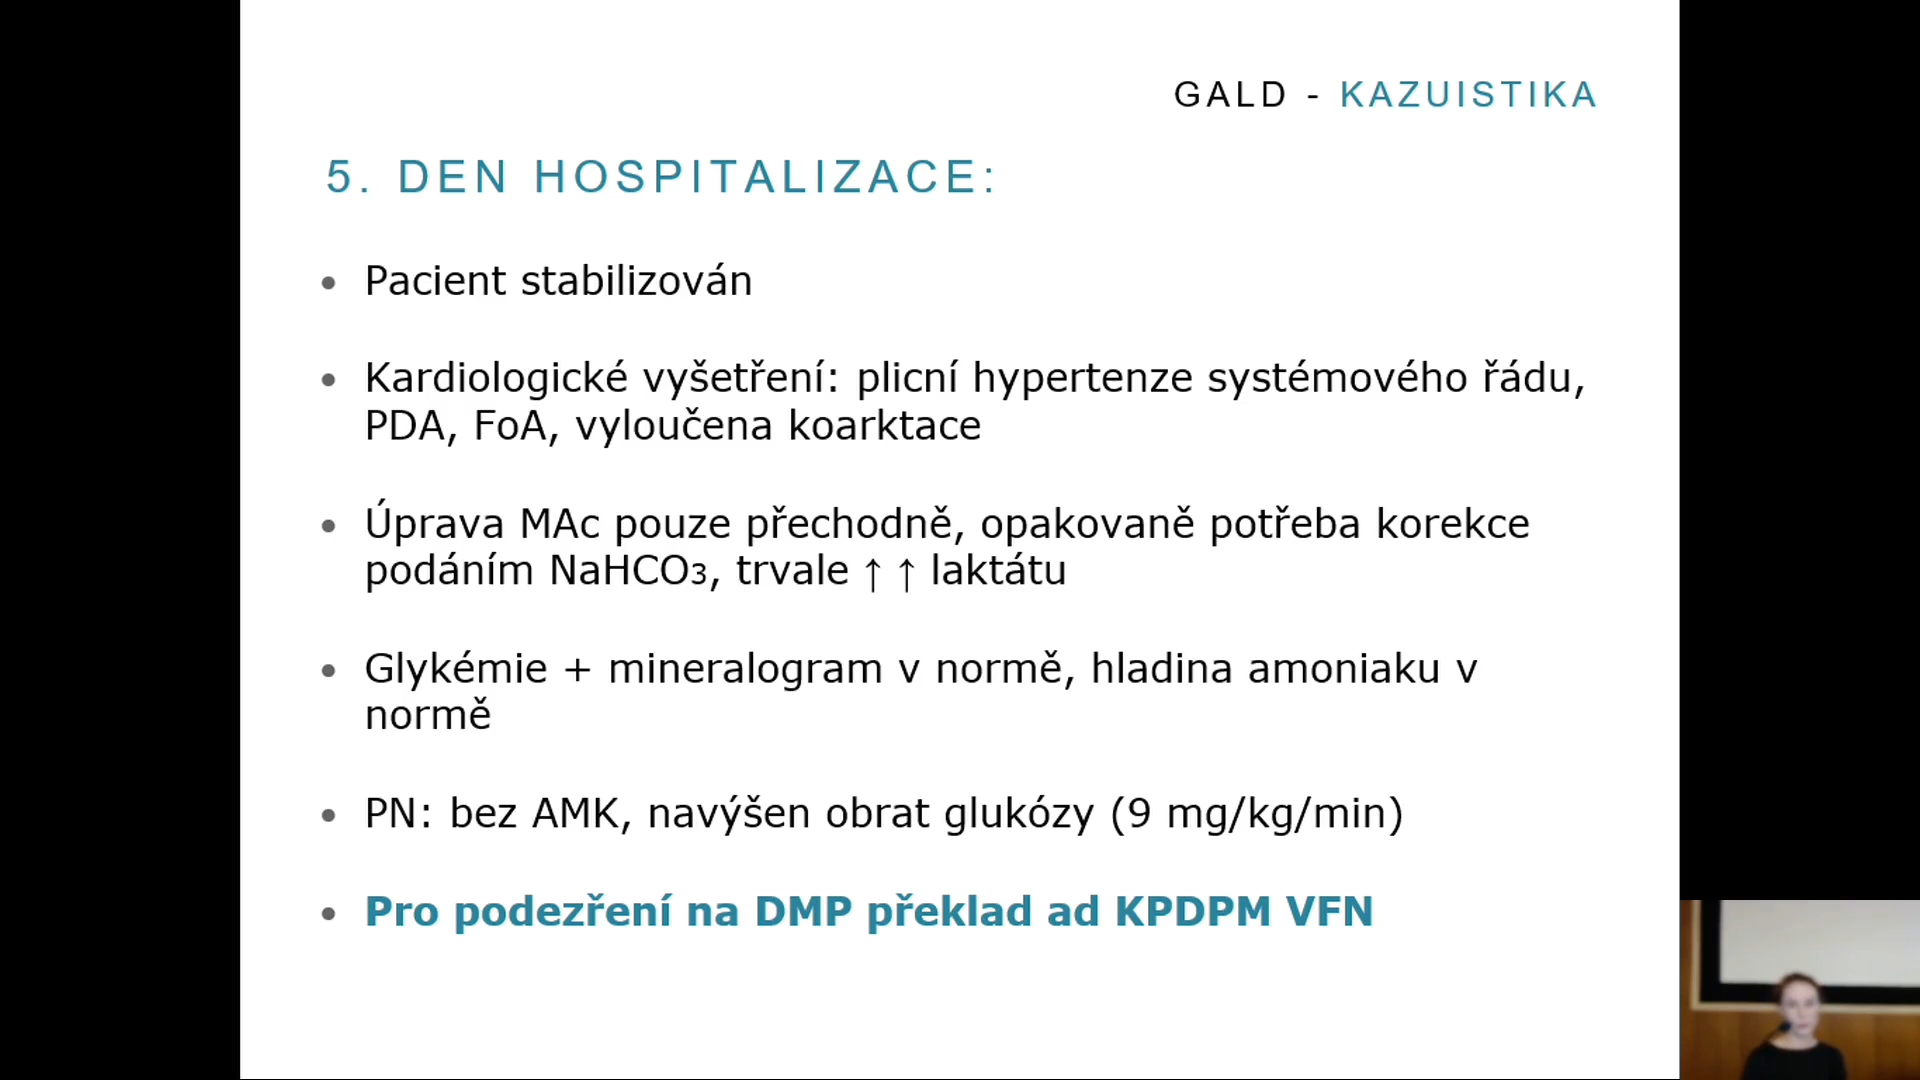 GALD - KAZUISTIKA
5. DEN HOSPITALIZACE:
• Pacient stabilizován
• Kardiologické vyšetření: plicní hypertenze systémového řádu,
PDA, FoA, vyloučena koarktace
• Úprava MAc pouze přechodně, opakovaně potřeba korekce
podáním NaHCO₃, trvale ↑ ↑ laktátu
• Glykémie + mineralogram v normě, hladina amoniaku v
normě
• PN: bez AMK, navýšen obrat glukózy (9 mg/kg/min)
• Pro podezření na DMP překlad ad KPDPM VFN